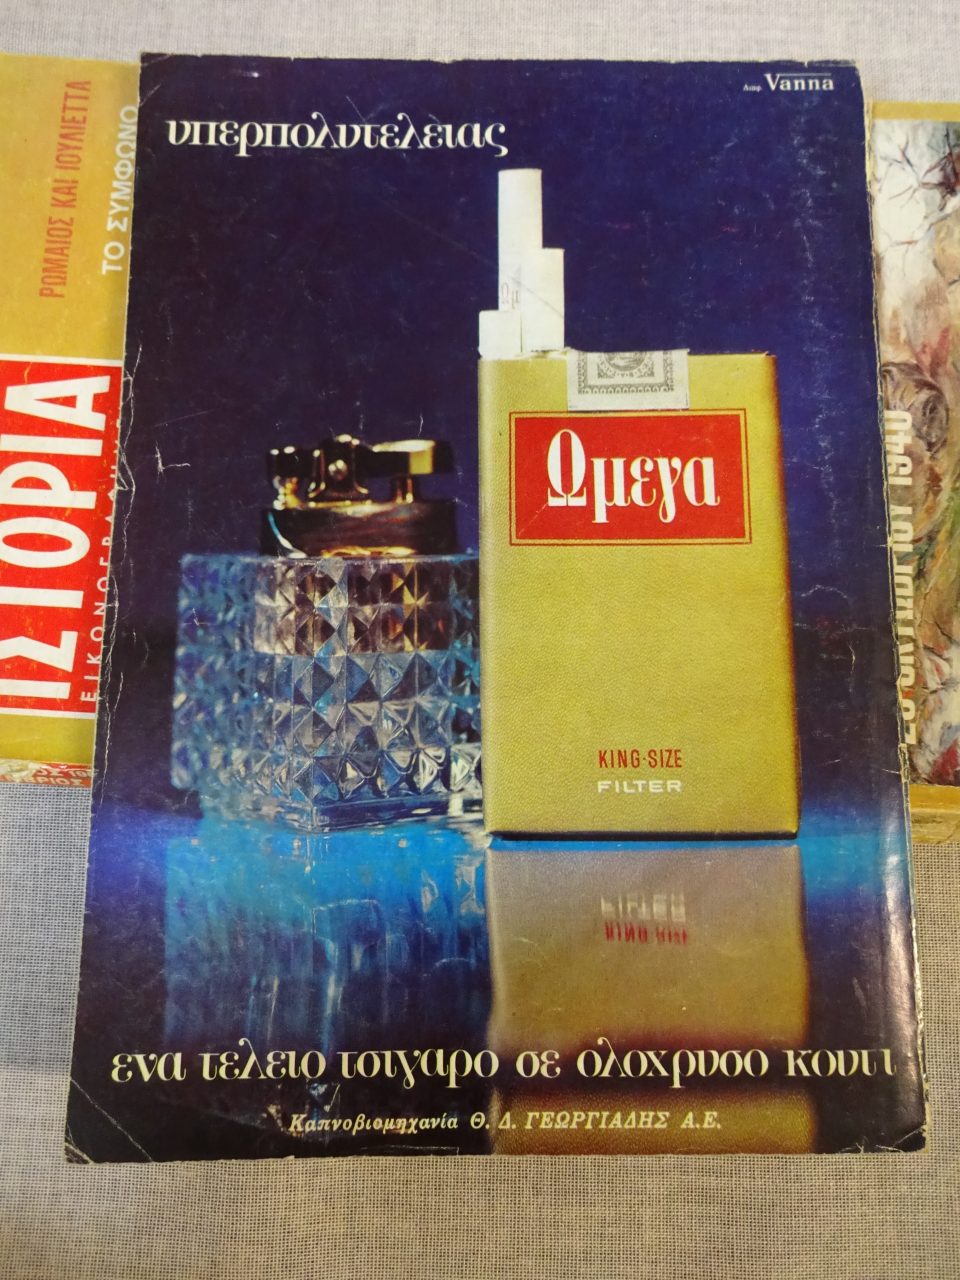 Διαφ. Vanna
υπερπολυτελειας
Ωμεγα
KING-SIZE
FILTER
ενα τελειο τσιγαρο σε ολοχρυσο κουτι
Καπνοβιομηχανία Θ. Δ. ΓΕΩΡΓΙΑΔΗΣ Α.Ε.
ΡΩΜΑΙΟΣ ΚΑΙ ΙΟΥΛΙΕΤΤΑ
ΤΟ ΣΥΜΦΩΝΟ
ΙΣΤΟΡΙΑ
1940